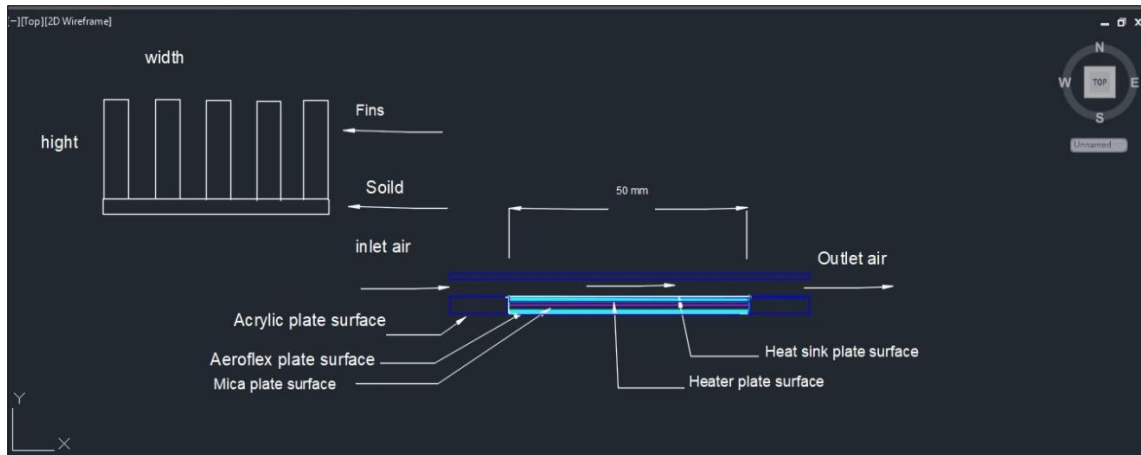 [−][Top][2D Wireframe]
width
Fins
hight
Soild
50 mm
inlet air
Outlet air
Acrylic plate surface
Aeroflex plate surface
Mica plate surface
Heat sink plate surface
Heater plate surface
N
W
TOP
E
S
Unnamed
Y
X